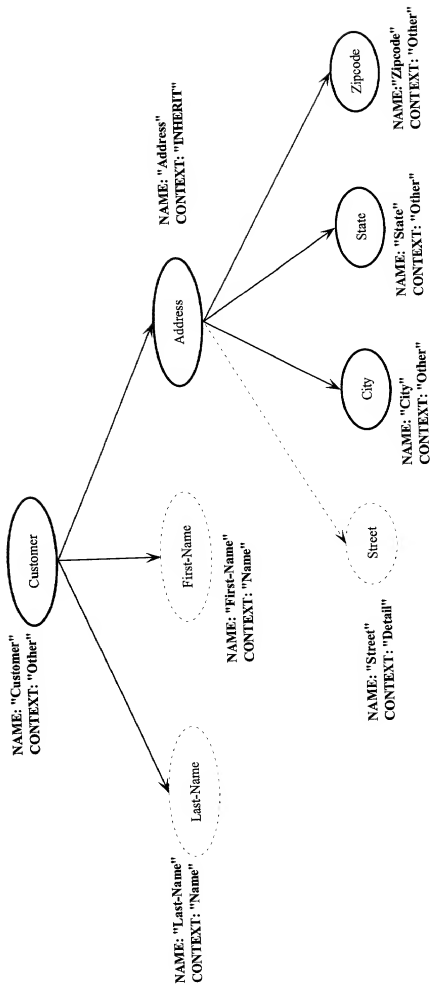 NAME: "Customer"
CONTEXT: "Other"
Customer
NAME: "Last-Name"
CONTEXT: "Name"
Last-Name
First-Name
NAME: "First-Name"
CONTEXT: "Name"
Address
NAME: "Address"
CONTEXT: "INHERIT"
Street
NAME: "Street"
CONTEXT: "Detail"
City
NAME: "City"
CONTEXT: "Other"
State
NAME: "State"
CONTEXT: "Other"
Zipcode
NAME:"Zipcode"
CONTEXT: "Other"